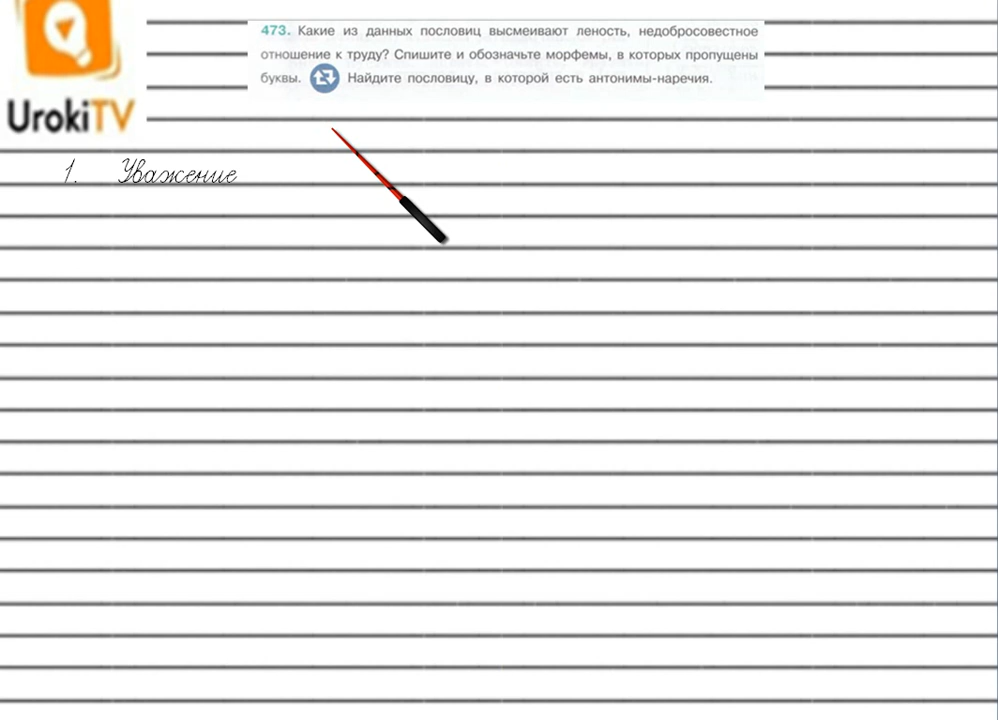 473. Какие из данных пословиц высмеивают леность, недобросовестное
отношение к труду? Спишите и обозначьте морфемы, в которых пропущены
буквы. Найдите пословицу, в которой есть антонимы-наречия.
UrokiTV
1. Уважение